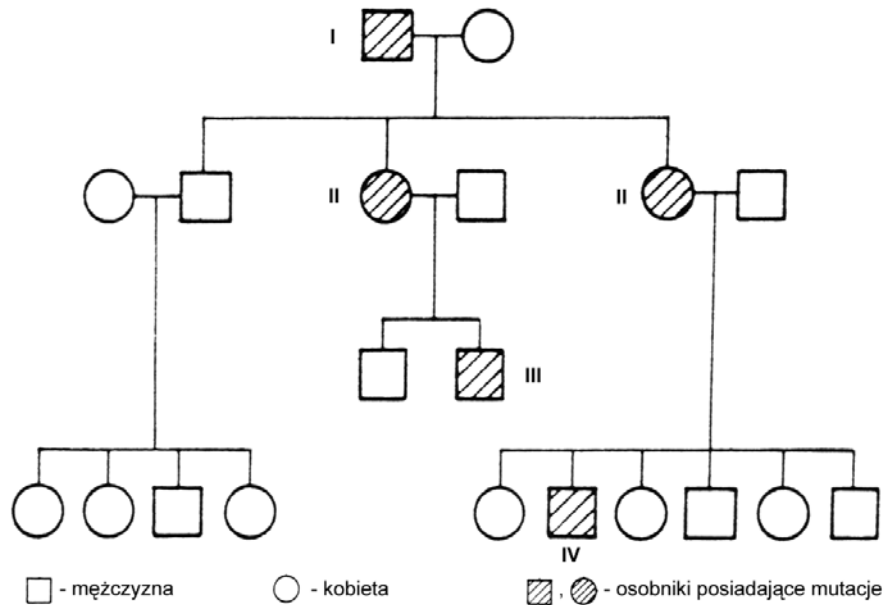 I
II
II
III
IV
- mężczyzna
- kobieta
, - osobniki posiadające mutacje